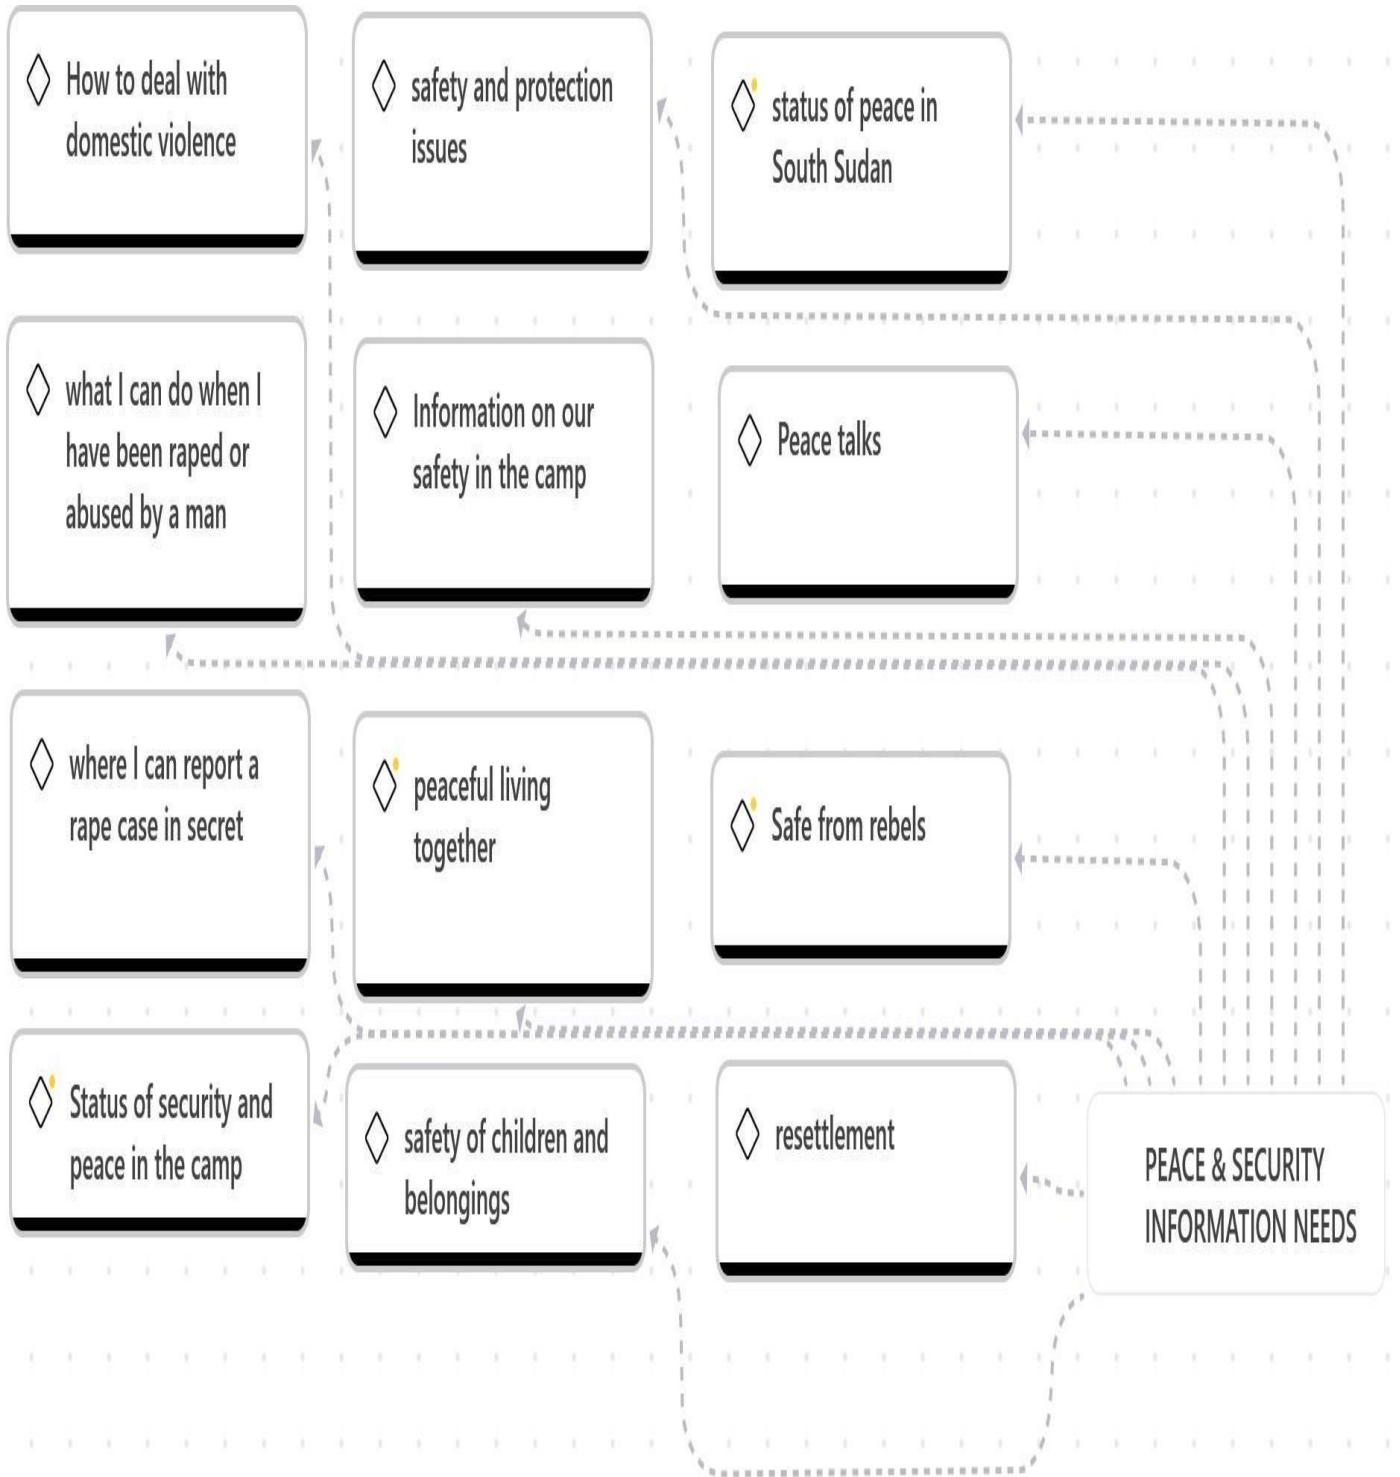 How to deal with
domestic violence
safety and protection
issues
status of peace in
South Sudan
what I can do when I
have been raped or
abused by a man
Information on our
safety in the camp
Peace talks
where I can report a
rape case in secret
peaceful living
together
Safe from rebels
Status of security and
peace in the camp
safety of children and
belongings
resettlement
PEACE & SECURITY
INFORMATION NEEDS